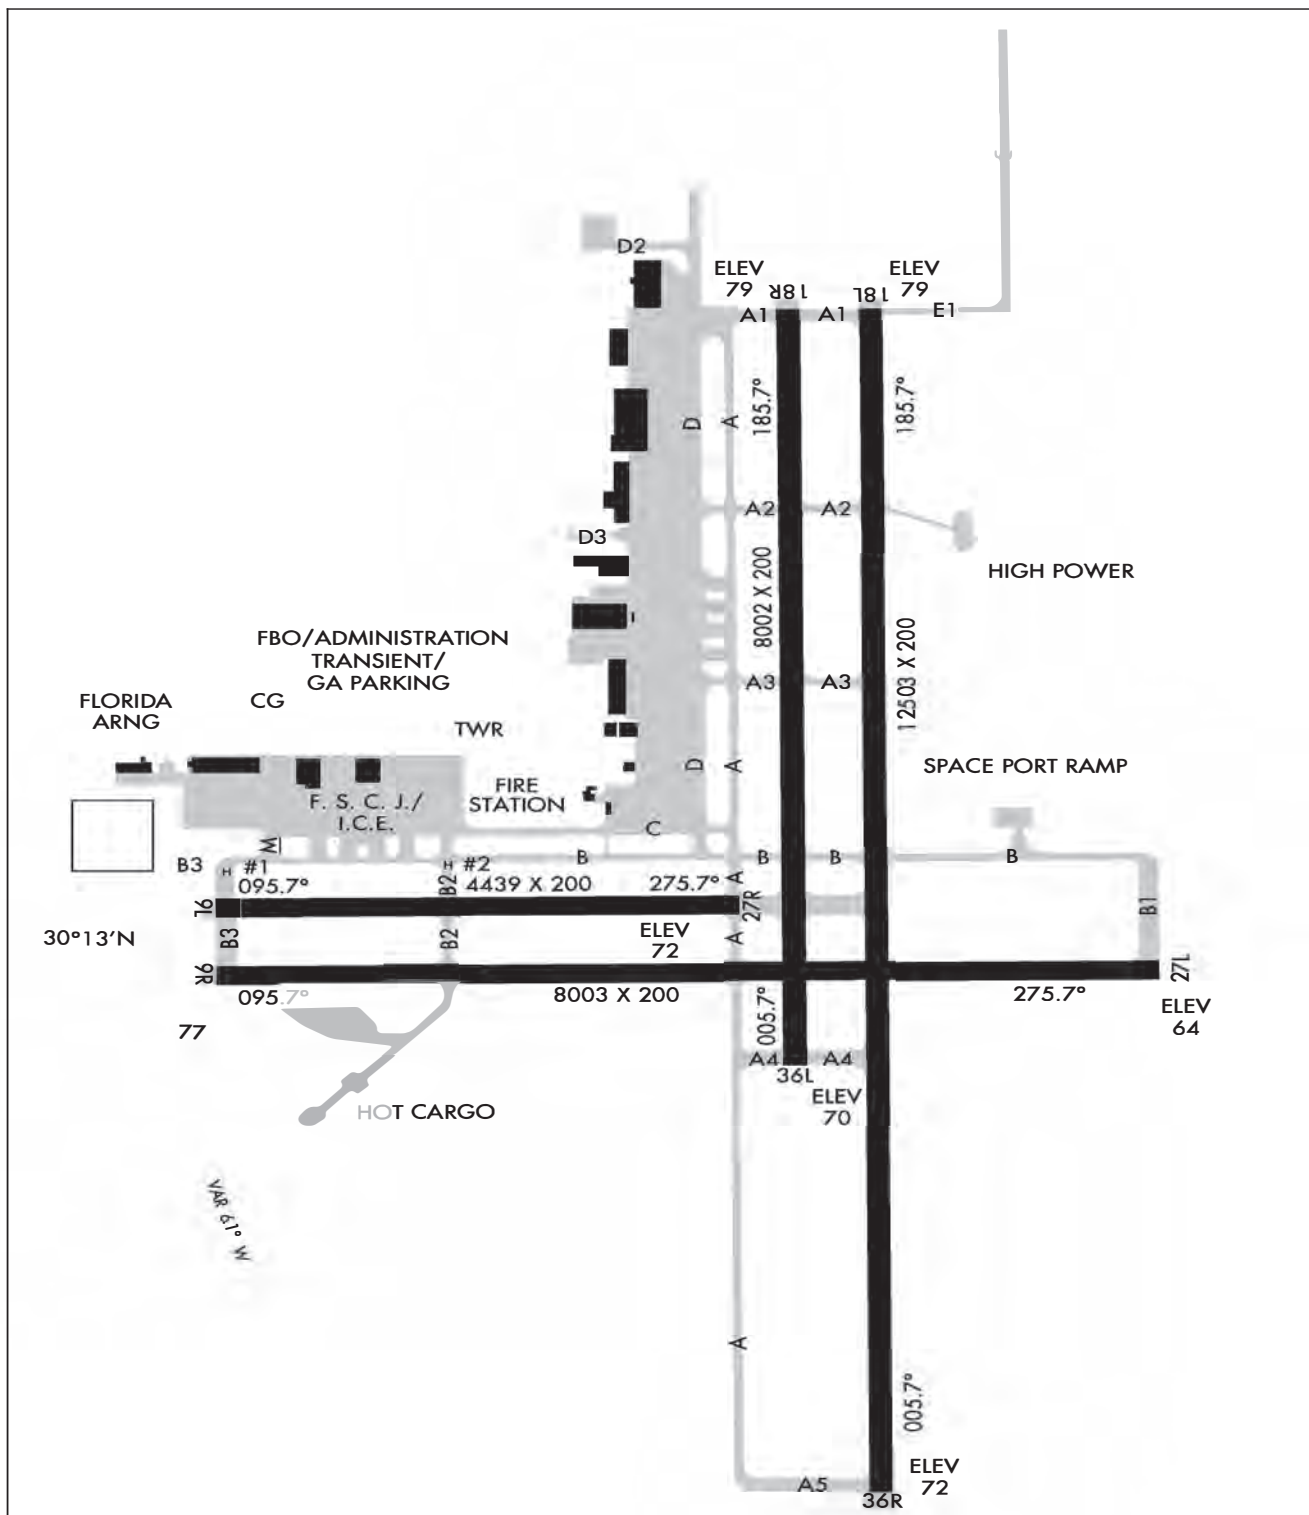 D2
ELEV
79
18R
18L
ELEV
79
A1
A1
E1
185.7°
185.7°
D
A
A2
A2
D3
HIGH POWER
8002 X 200
12503 X 200
FBO/ADMINISTRATION
TRANSIENT/
GA PARKING
A3
A3
FLORIDA
ARNG
CG
TWR
D
A
SPACE PORT RAMP
FIRE
STATION
F. S. C. J./
I.C.E.
C
W
B3
H
#1
H
#2
B
B
B
B
095.7°
B2
4439 X 200
275.7°
A
9L
27R
B1
30°13'N
B3
B2
ELEV
72
A
9R
27L
095.7°
8003 X 200
005.7°
275.7°
ELEV
64
77
A4
A4
36L
HOT CARGO
ELEV
70
VAR 6.1° W
A
005.7°
A5
36R
ELEV
72